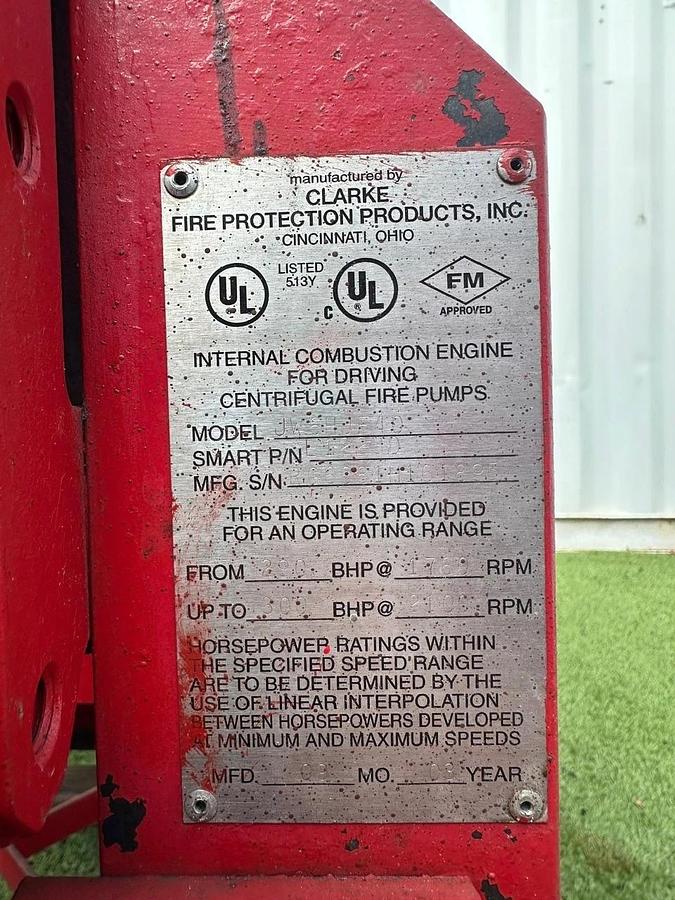 manufactured by
CLARKE
FIRE PROTECTION PRODUCTS, INC.
CINCINNATI, OHIO
UL LISTED 513Y c UL FM APPROVED
INTERNAL COMBUSTION ENGINE
FOR DRIVING
CENTRIFUGAL FIRE PUMPS
MODEL
SMART P/N
MFG. S/N
THIS ENGINE IS PROVIDED
FOR AN OPERATING RANGE
FROM BHP@ RPM
UP TO BHP@ RPM
HORSEPOWER RATINGS WITHIN
THE SPECIFIED SPEED RANGE
ARE TO BE DETERMINED BY THE
USE OF LINEAR INTERPOLATION
BETWEEN HORSEPOWERS DEVELOPED
AT MINIMUM AND MAXIMUM SPEEDS
MFD. MO. YEAR